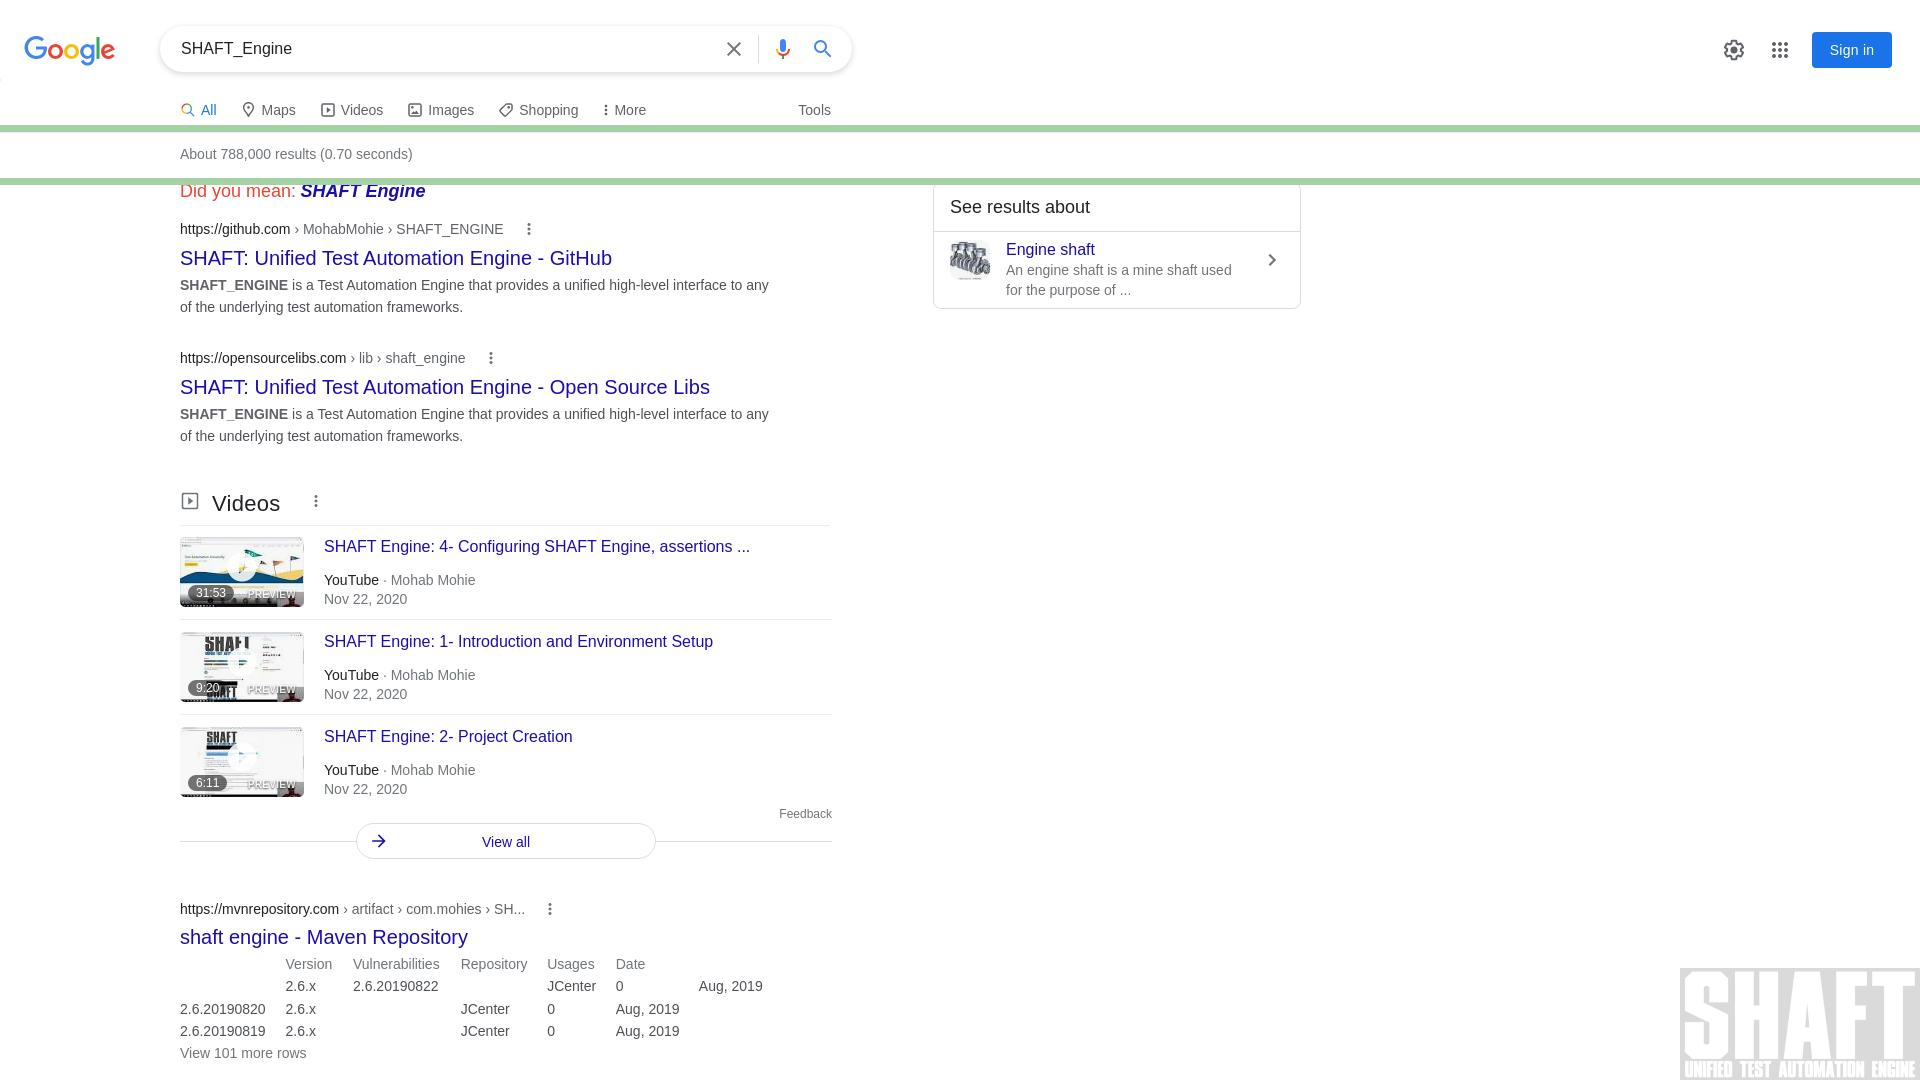 Google
SHAFT_Engine
Sign in
All
Maps
Videos
Images
Shopping
More
Tools
About 788,000 results (0.70 seconds)
Did you mean: SHAFT Engine
https://github.com › MohabMohie › SHAFT_ENGINE
SHAFT: Unified Test Automation Engine - GitHub
SHAFT_ENGINE is a Test Automation Engine that provides a unified high-level interface to any
of the underlying test automation frameworks.
See results about
Engine shaft
An engine shaft is a mine shaft used
for the purpose of ...
https://opensourcelibs.com › lib › shaft_engine
SHAFT: Unified Test Automation Engine - Open Source Libs
SHAFT_ENGINE is a Test Automation Engine that provides a unified high-level interface to any
of the underlying test automation frameworks.
Videos
SHAFT Engine: 4- Configuring SHAFT Engine, assertions ...
YouTube · Mohab Mohie
Nov 22, 2020
31:53 PREVIEW
SHAFT Engine: 1- Introduction and Environment Setup
YouTube · Mohab Mohie
Nov 22, 2020
SHAFT
9:20 PREVIEW
SHAFT Engine: 2- Project Creation
YouTube · Mohab Mohie
Nov 22, 2020
SHAFT
6:11 PREVIEW
Feedback
View all
https://mvnrepository.com › artifact › com.mohies › SH...
shaft engine - Maven Repository
Version Vulnerabilities Repository Usages Date
2.6.x 2.6.20190822 JCenter 0 Aug, 2019
2.6.20190820 2.6.x JCenter 0 Aug, 2019
2.6.20190819 2.6.x JCenter 0 Aug, 2019
View 101 more rows
SHAFT
UNIFIED TEST AUTOMATION ENGINE